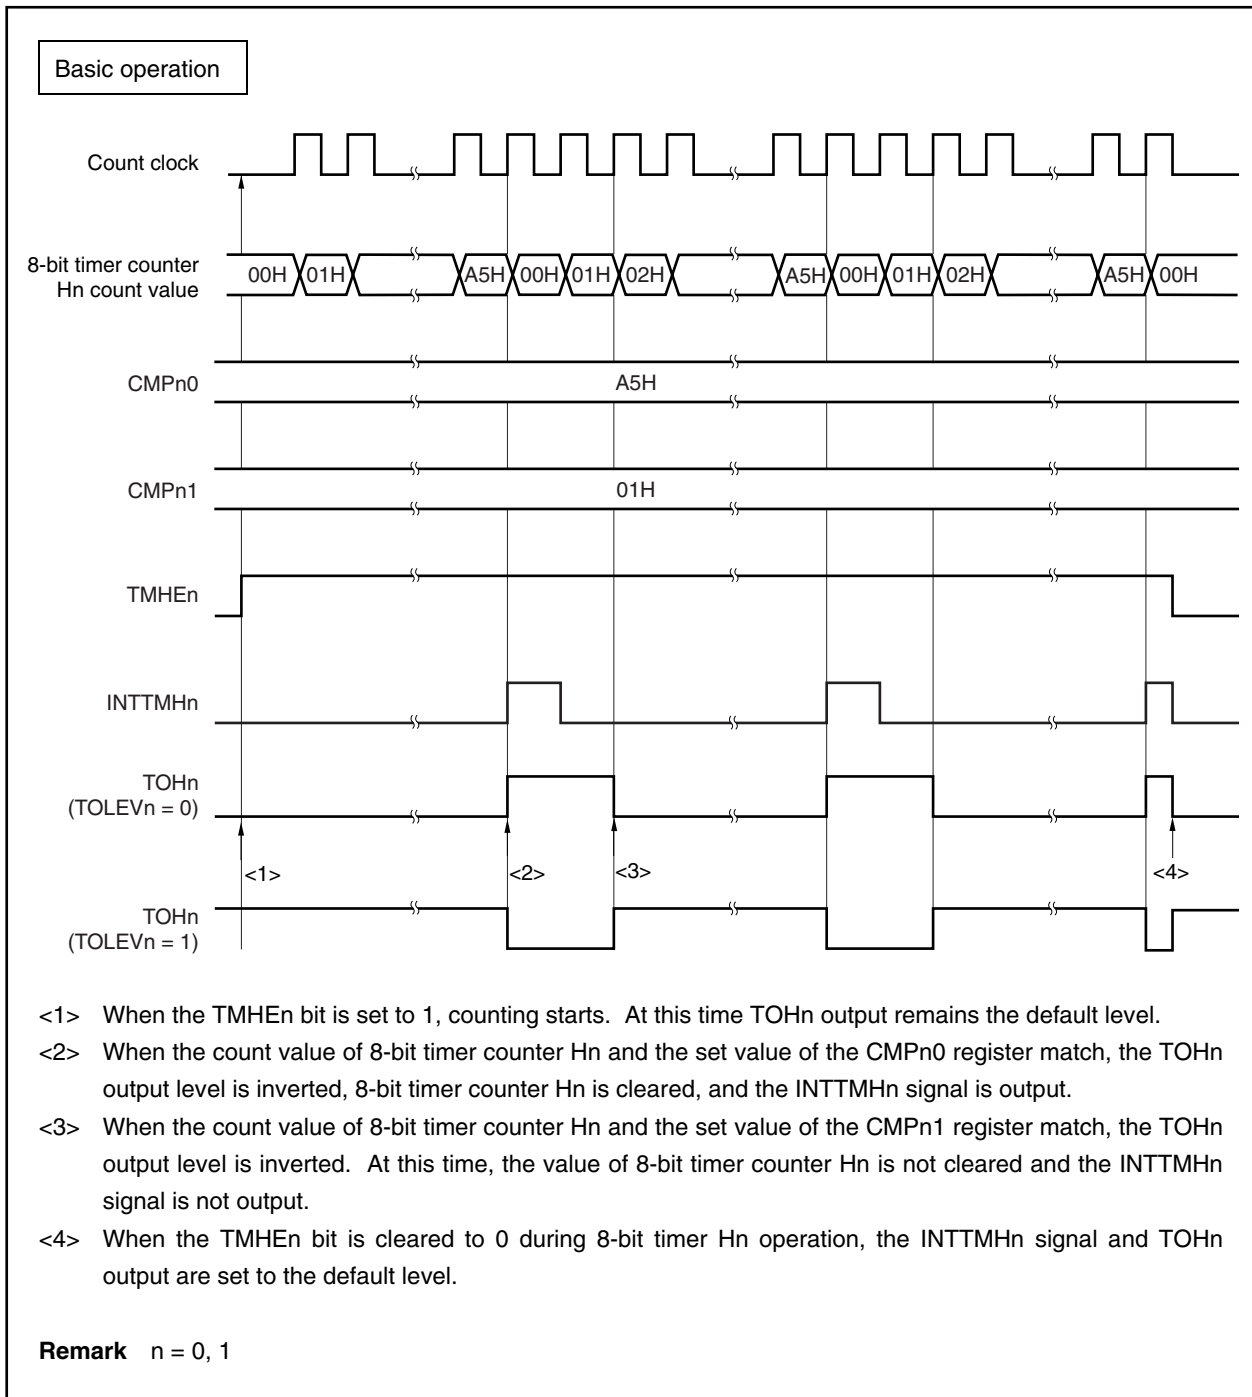 Basic operation
Count clock
8-bit timer counter
Hn count value
00H 01H A5H 00H 01H 02H A5H 00H 01H 02H A5H 00H
CMPn0
A5H
CMPn1
01H
TMHEn
INTTMHn
TOHn
(TOLEVn = 0)
<1> <2> <3> <4>
TOHn
(TOLEVn = 1)
<1> When the TMHEn bit is set to 1, counting starts. At this time TOHn output remains the default level.
<2> When the count value of 8-bit timer counter Hn and the set value of the CMPn0 register match, the TOHn
output level is inverted, 8-bit timer counter Hn is cleared, and the INTTMHn signal is output.
<3> When the count value of 8-bit timer counter Hn and the set value of the CMPn1 register match, the TOHn
output level is inverted. At this time, the value of 8-bit timer counter Hn is not cleared and the INTTMHn
signal is not output.
<4> When the TMHEn bit is cleared to 0 during 8-bit timer Hn operation, the INTTMHn signal and TOHn
output are set to the default level.
Remark n = 0, 1